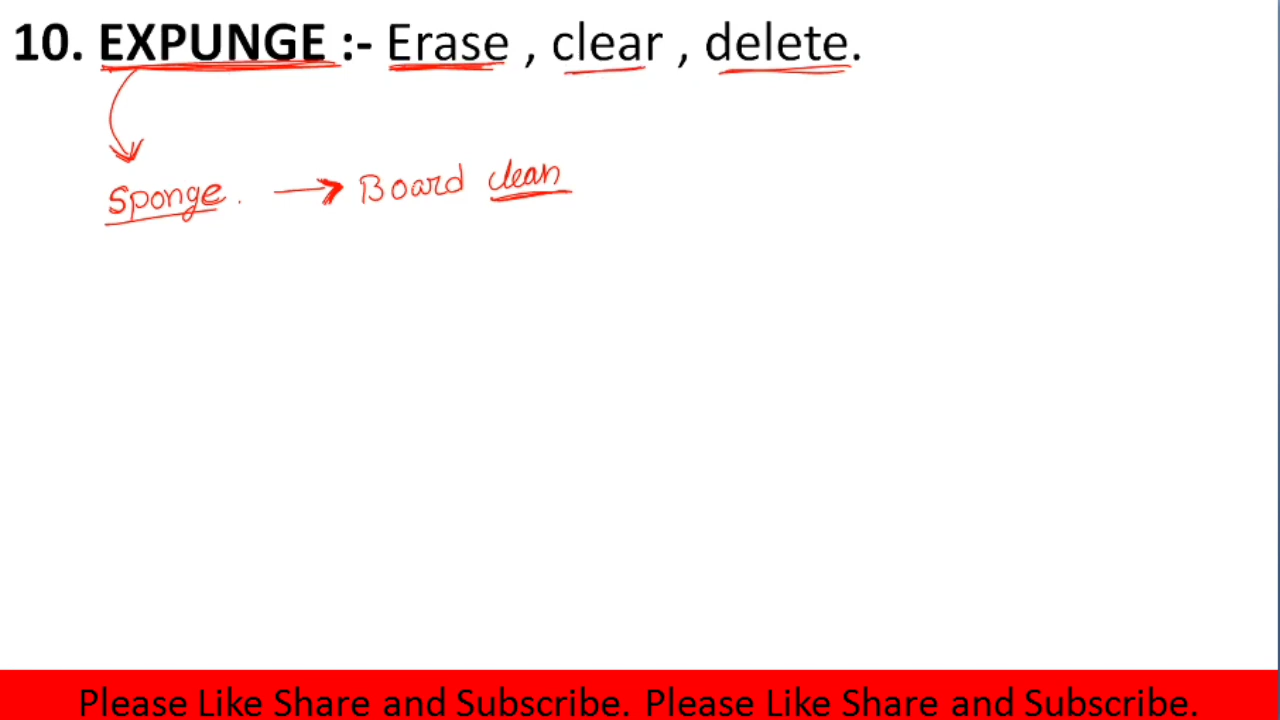 10. EXPUNGE :- Erase , clear , delete.
Sponge. → Board clean
Please Like Share and Subscribe. Please Like Share and Subscribe.